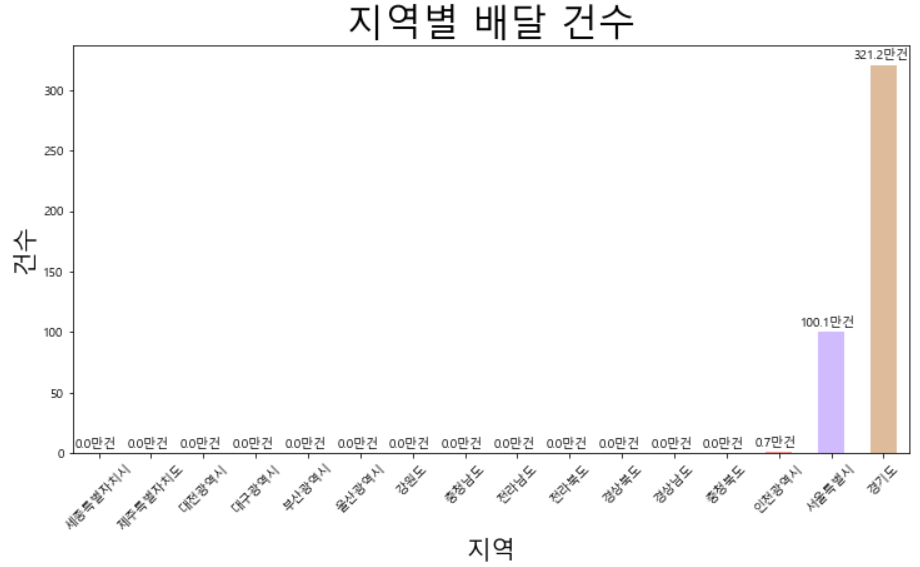 지역별 배달 건수
건수
300
250
200
150
100
50
0
0.0만건 0.0만건 0.0만건 0.0만건 0.0만건 0.0만건 0.0만건 0.0만건 0.0만건 0.0만건 0.0만건 0.0만건 0.0만건 0.7만건 100.1만건 321.2만건
세종특별자치시 제주특별자치도 대전광역시 대구광역시 부산광역시 울산광역시 강원도 충청남도 전라남도 전라북도 경상북도 경상남도 충청북도 인천광역시 서울특별시 경기도
지역